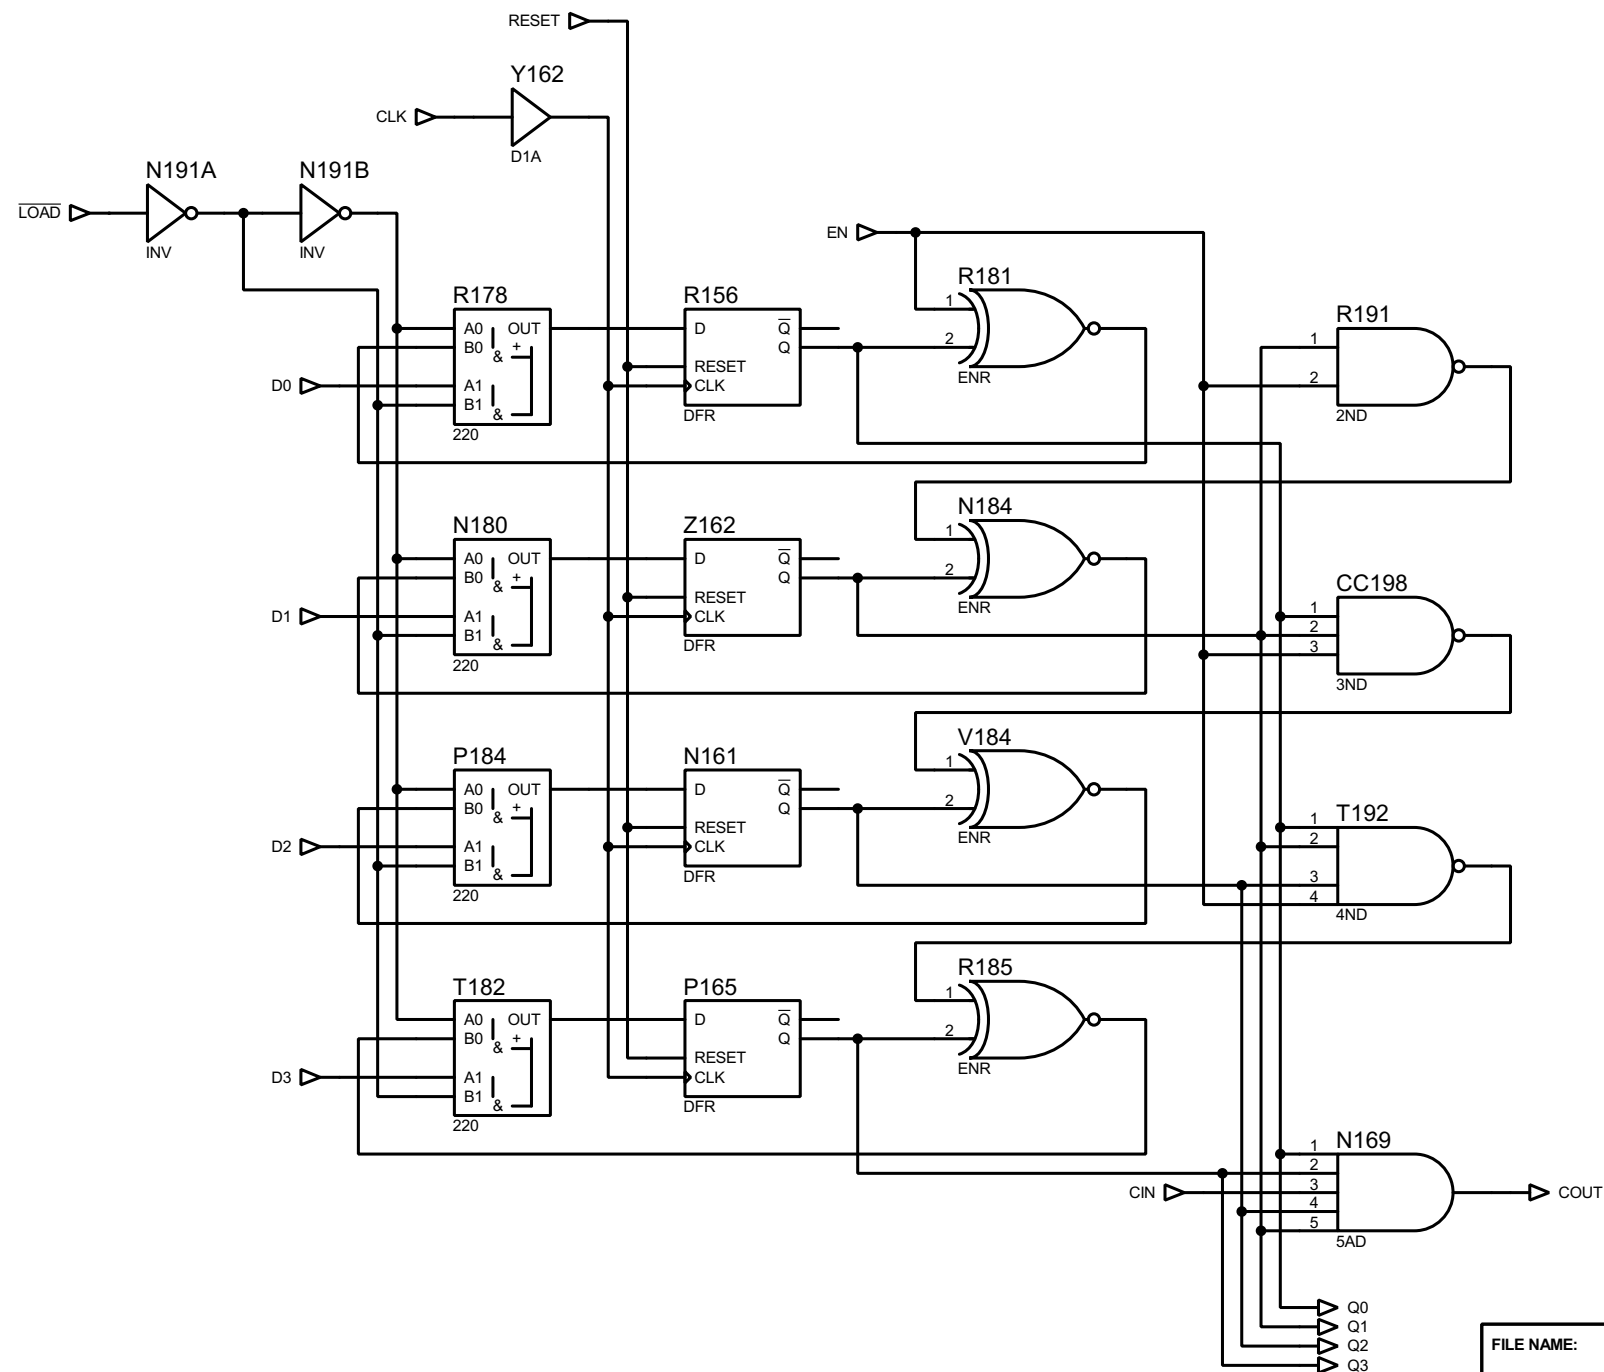 RESET
Y162
CLK
D1A
N191A
N191B
LOAD
INV
INV
EN
R178
R156
R181
A0 OUT
B0 +
&
A1
B1
&
220
D0
D Q
Q
RESET
CLK
DFR
1
2
ENR
R191
1
2
2ND
N180
Z162
N184
A0 OUT
B0 +
&
A1
B1
&
220
D1
D Q
Q
RESET
CLK
DFR
1
2
ENR
CC198
1
2
3
3ND
P184
N161
V184
A0 OUT
B0 +
&
A1
B1
&
220
D2
D Q
Q
RESET
CLK
DFR
1
2
ENR
T192
1
2
3
4
4ND
T182
P165
R185
A0 OUT
B0 +
&
A1
B1
&
220
D3
D Q
Q
RESET
CLK
DFR
1
2
ENR
N169
1
2
3
4
5
5AD
CIN
COUT
Q0
Q1
Q2
Q3
FILE NAME: